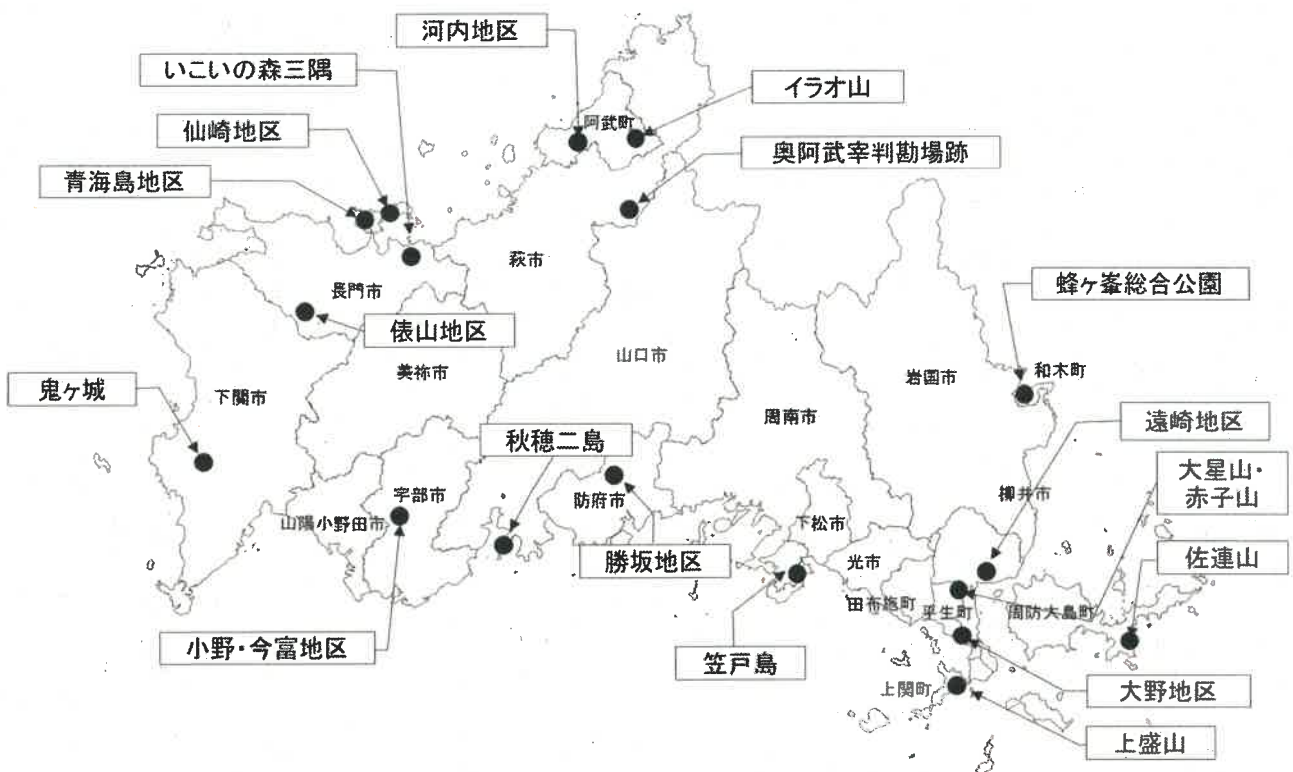 河内地区
いこいの森三隅
イラオ山
仙崎地区
阿武町
奥阿武宰判勘場跡
青海島地区
萩市
蜂ヶ峯総合公園
長門市
俵山地区
山口市
和木町
美祢市
岩国市
鬼ヶ城
下関市
周南市
遠崎地区
秋穂二島
大星山・
赤子山
宇部市
防府市
柳井市
山陽小野田市
下松市
勝坂地区
光市
佐連山
田布施町
平生町
周防大島町
小野・今富地区
笠戸島
上関町
大野地区
上盛山